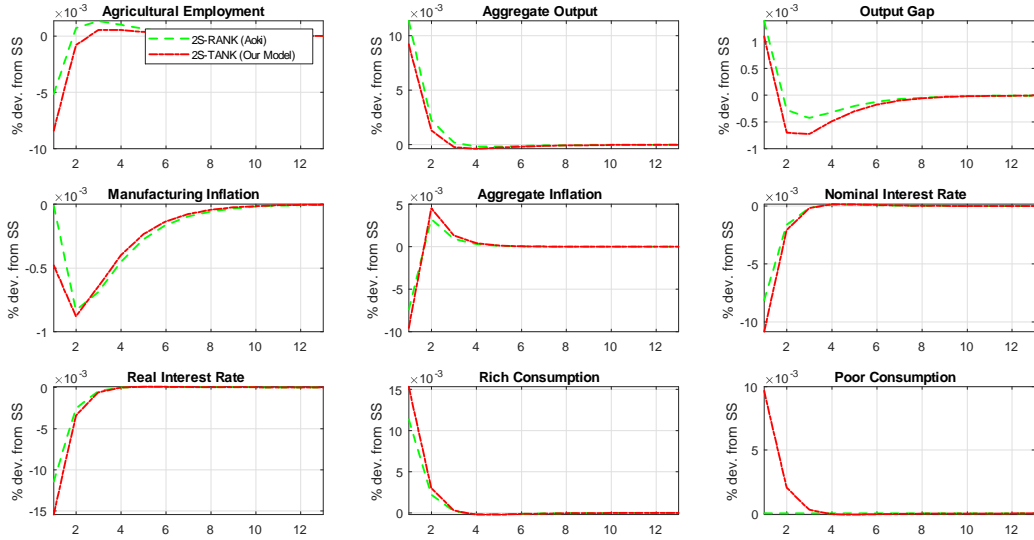 Agricultural Employment
×10^-3
% dev. from SS
0
-5
-10
2 4 6 8 10 12
2S-RANK (Aoki)
2S-TANK (Our Model)
Aggregate Output
×10^-3
% dev. from SS
10
5
0
2 4 6 8 10 12
Output Gap
×10^-3
% dev. from SS
1
0.5
0
-0.5
-1
2 4 6 8 10 12
Manufacturing Inflation
×10^-3
% dev. from SS
0
-0.5
-1
2 4 6 8 10 12
Aggregate Inflation
×10^-3
% dev. from SS
5
0
-5
-10
2 4 6 8 10 12
Nominal Interest Rate
×10^-3
% dev. from SS
0
-5
-10
2 4 6 8 10 12
Real Interest Rate
×10^-3
% dev. from SS
0
-5
-10
-15
2 4 6 8 10 12
Rich Consumption
×10^-3
% dev. from SS
15
10
5
0
2 4 6 8 10 12
Poor Consumption
×10^-3
% dev. from SS
10
5
0
2 4 6 8 10 12